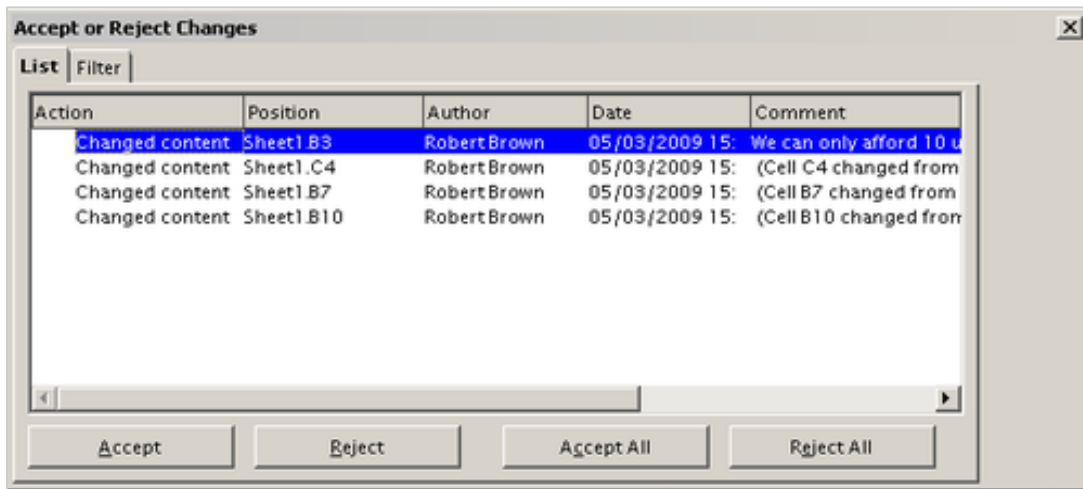 Accept or Reject Changes
List Filter
Action Position Author Date Comment
Changed content Sheet1.B3 Robert Brown 05/03/2009 15: We can only afford 10 u
Changed content Sheet1.C4 Robert Brown 05/03/2009 15: (Cell C4 changed from
Changed content Sheet1.B7 Robert Brown 05/03/2009 15: (Cell B7 changed from
Changed content Sheet1.B10 Robert Brown 05/03/2009 15: (Cell B10 changed from
Accept Reject Accept All Reject All